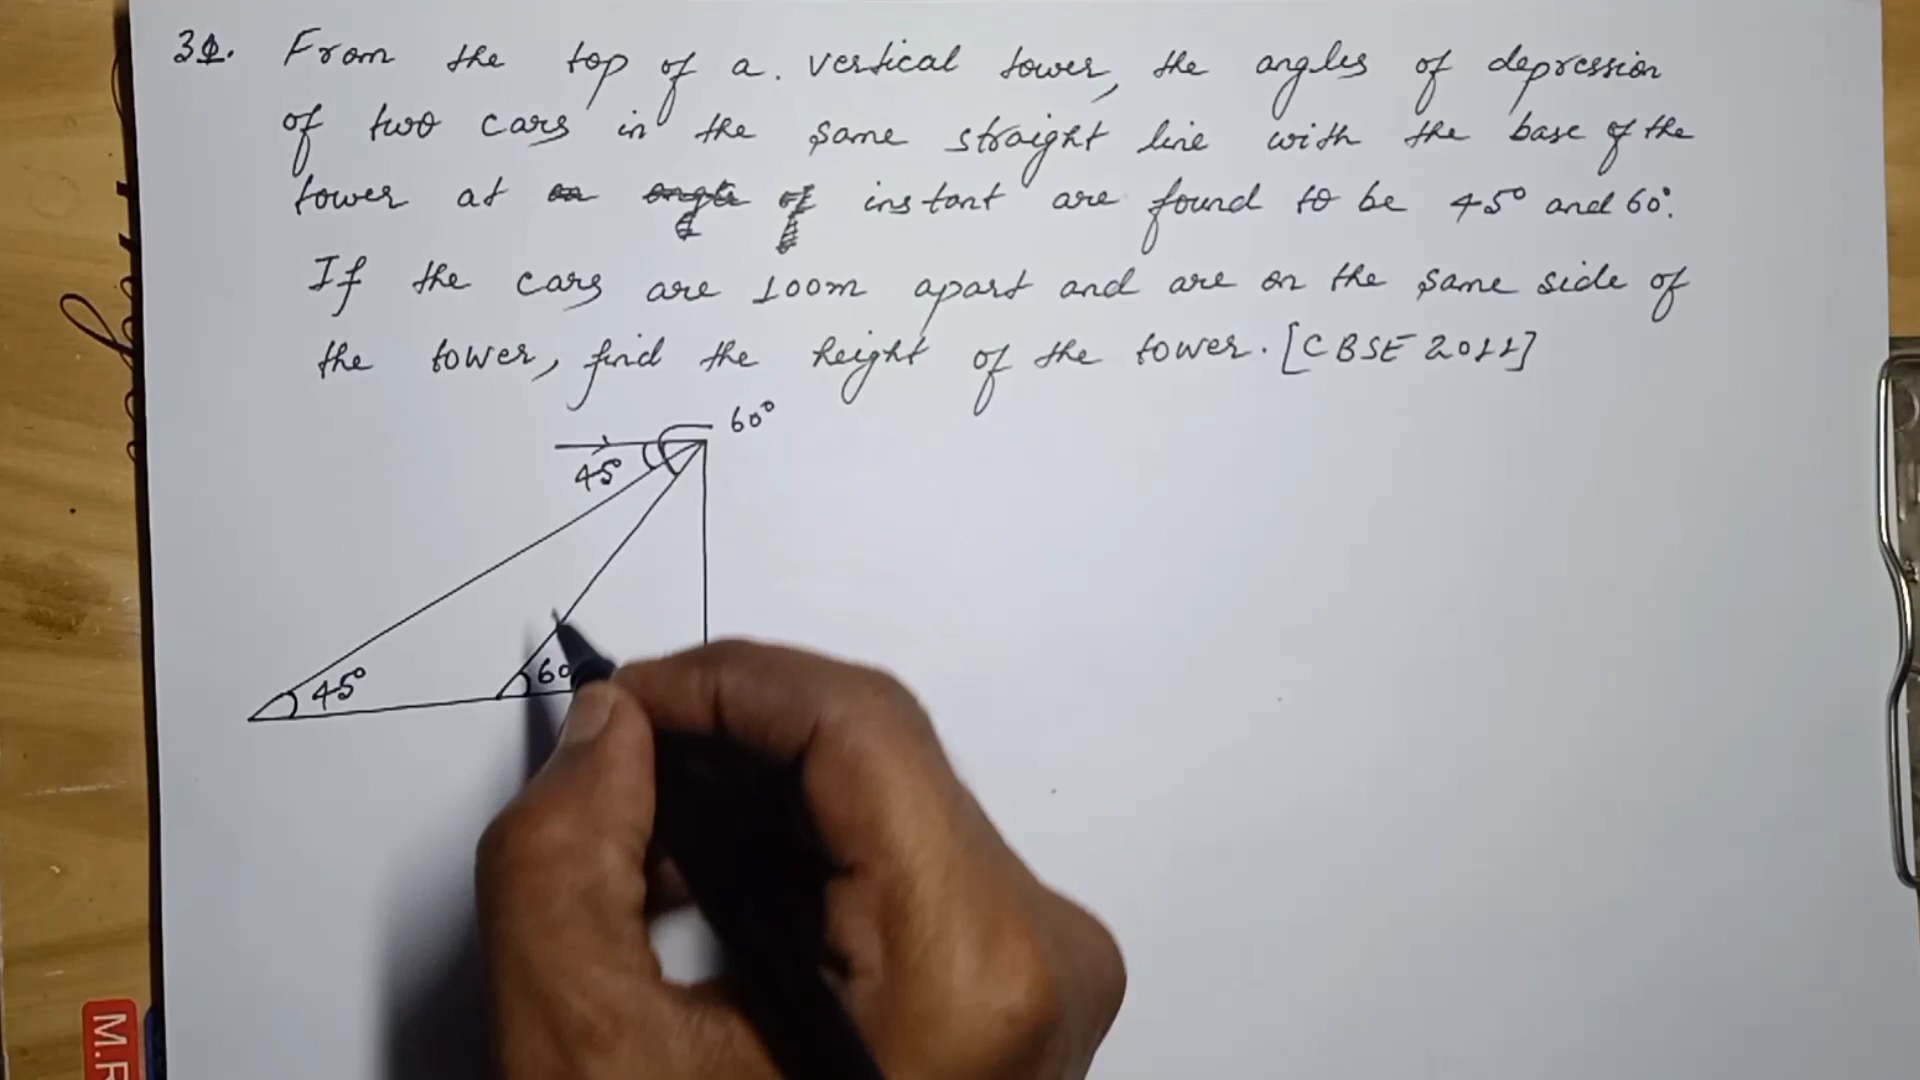 31. From the top of a. vertical tower, the angles of depression
of two cars in the same straight line with the base of the
tower at an angle of instant are found to be 45° and 60°.
If the cars are 100m apart and are on the same side of
the tower, find the height of the tower. [CBSE 2011]
60°
45°
45°
60
M.R